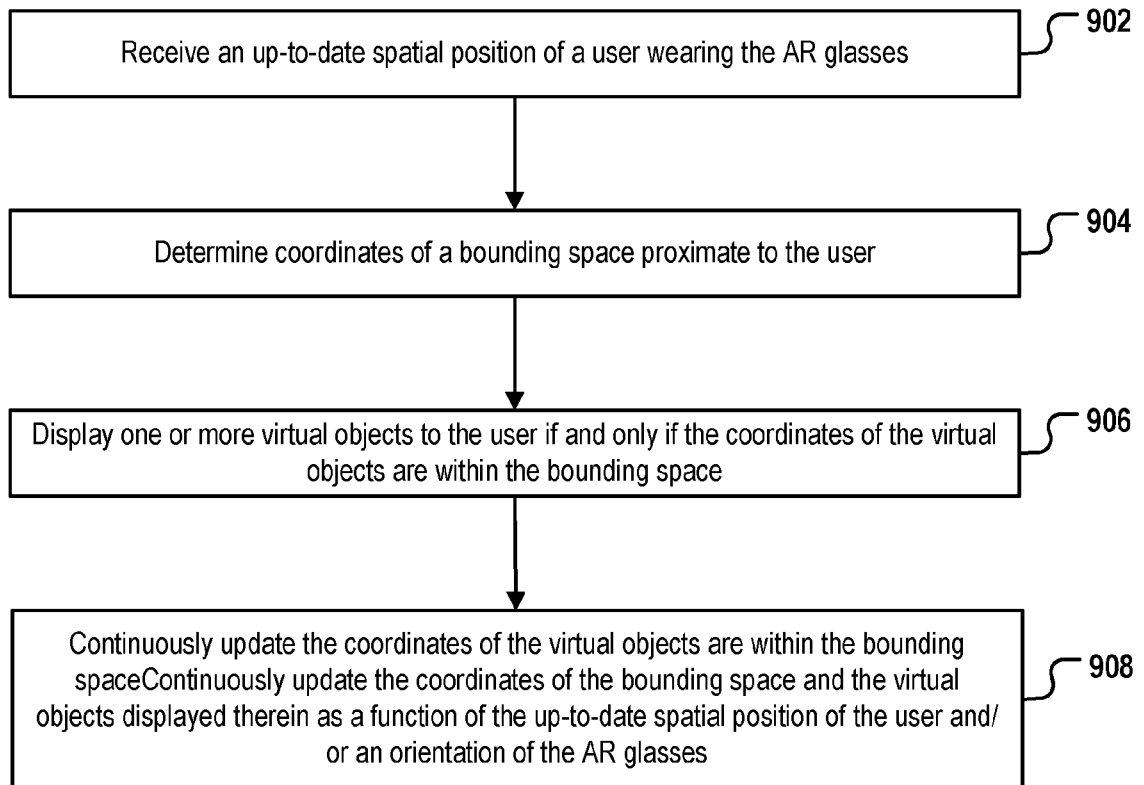 Receive an up-to-date spatial position of a user wearing the AR glasses
902
Determine coordinates of a bounding space proximate to the user
904
Display one or more virtual objects to the user if and only if the coordinates of the virtual
objects are within the bounding space
906
Continuously update the coordinates of the virtual objects are within the bounding
spaceContinuously update the coordinates of the bounding space and the virtual
objects displayed therein as a function of the up-to-date spatial position of the user and/
or an orientation of the AR glasses
908